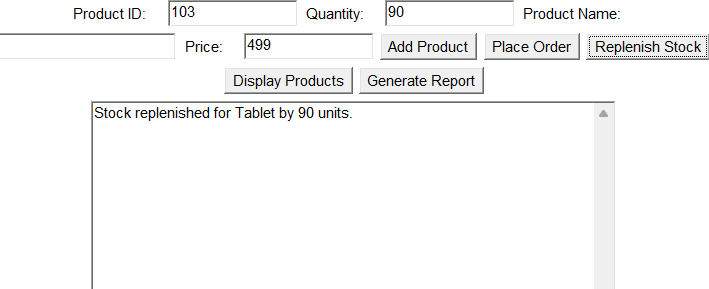 Product ID: 103 Quantity: 90 Product Name:
Price: 499 Add Product Place Order Replenish Stock
Display Products Generate Report
Stock replenished for Tablet by 90 units.